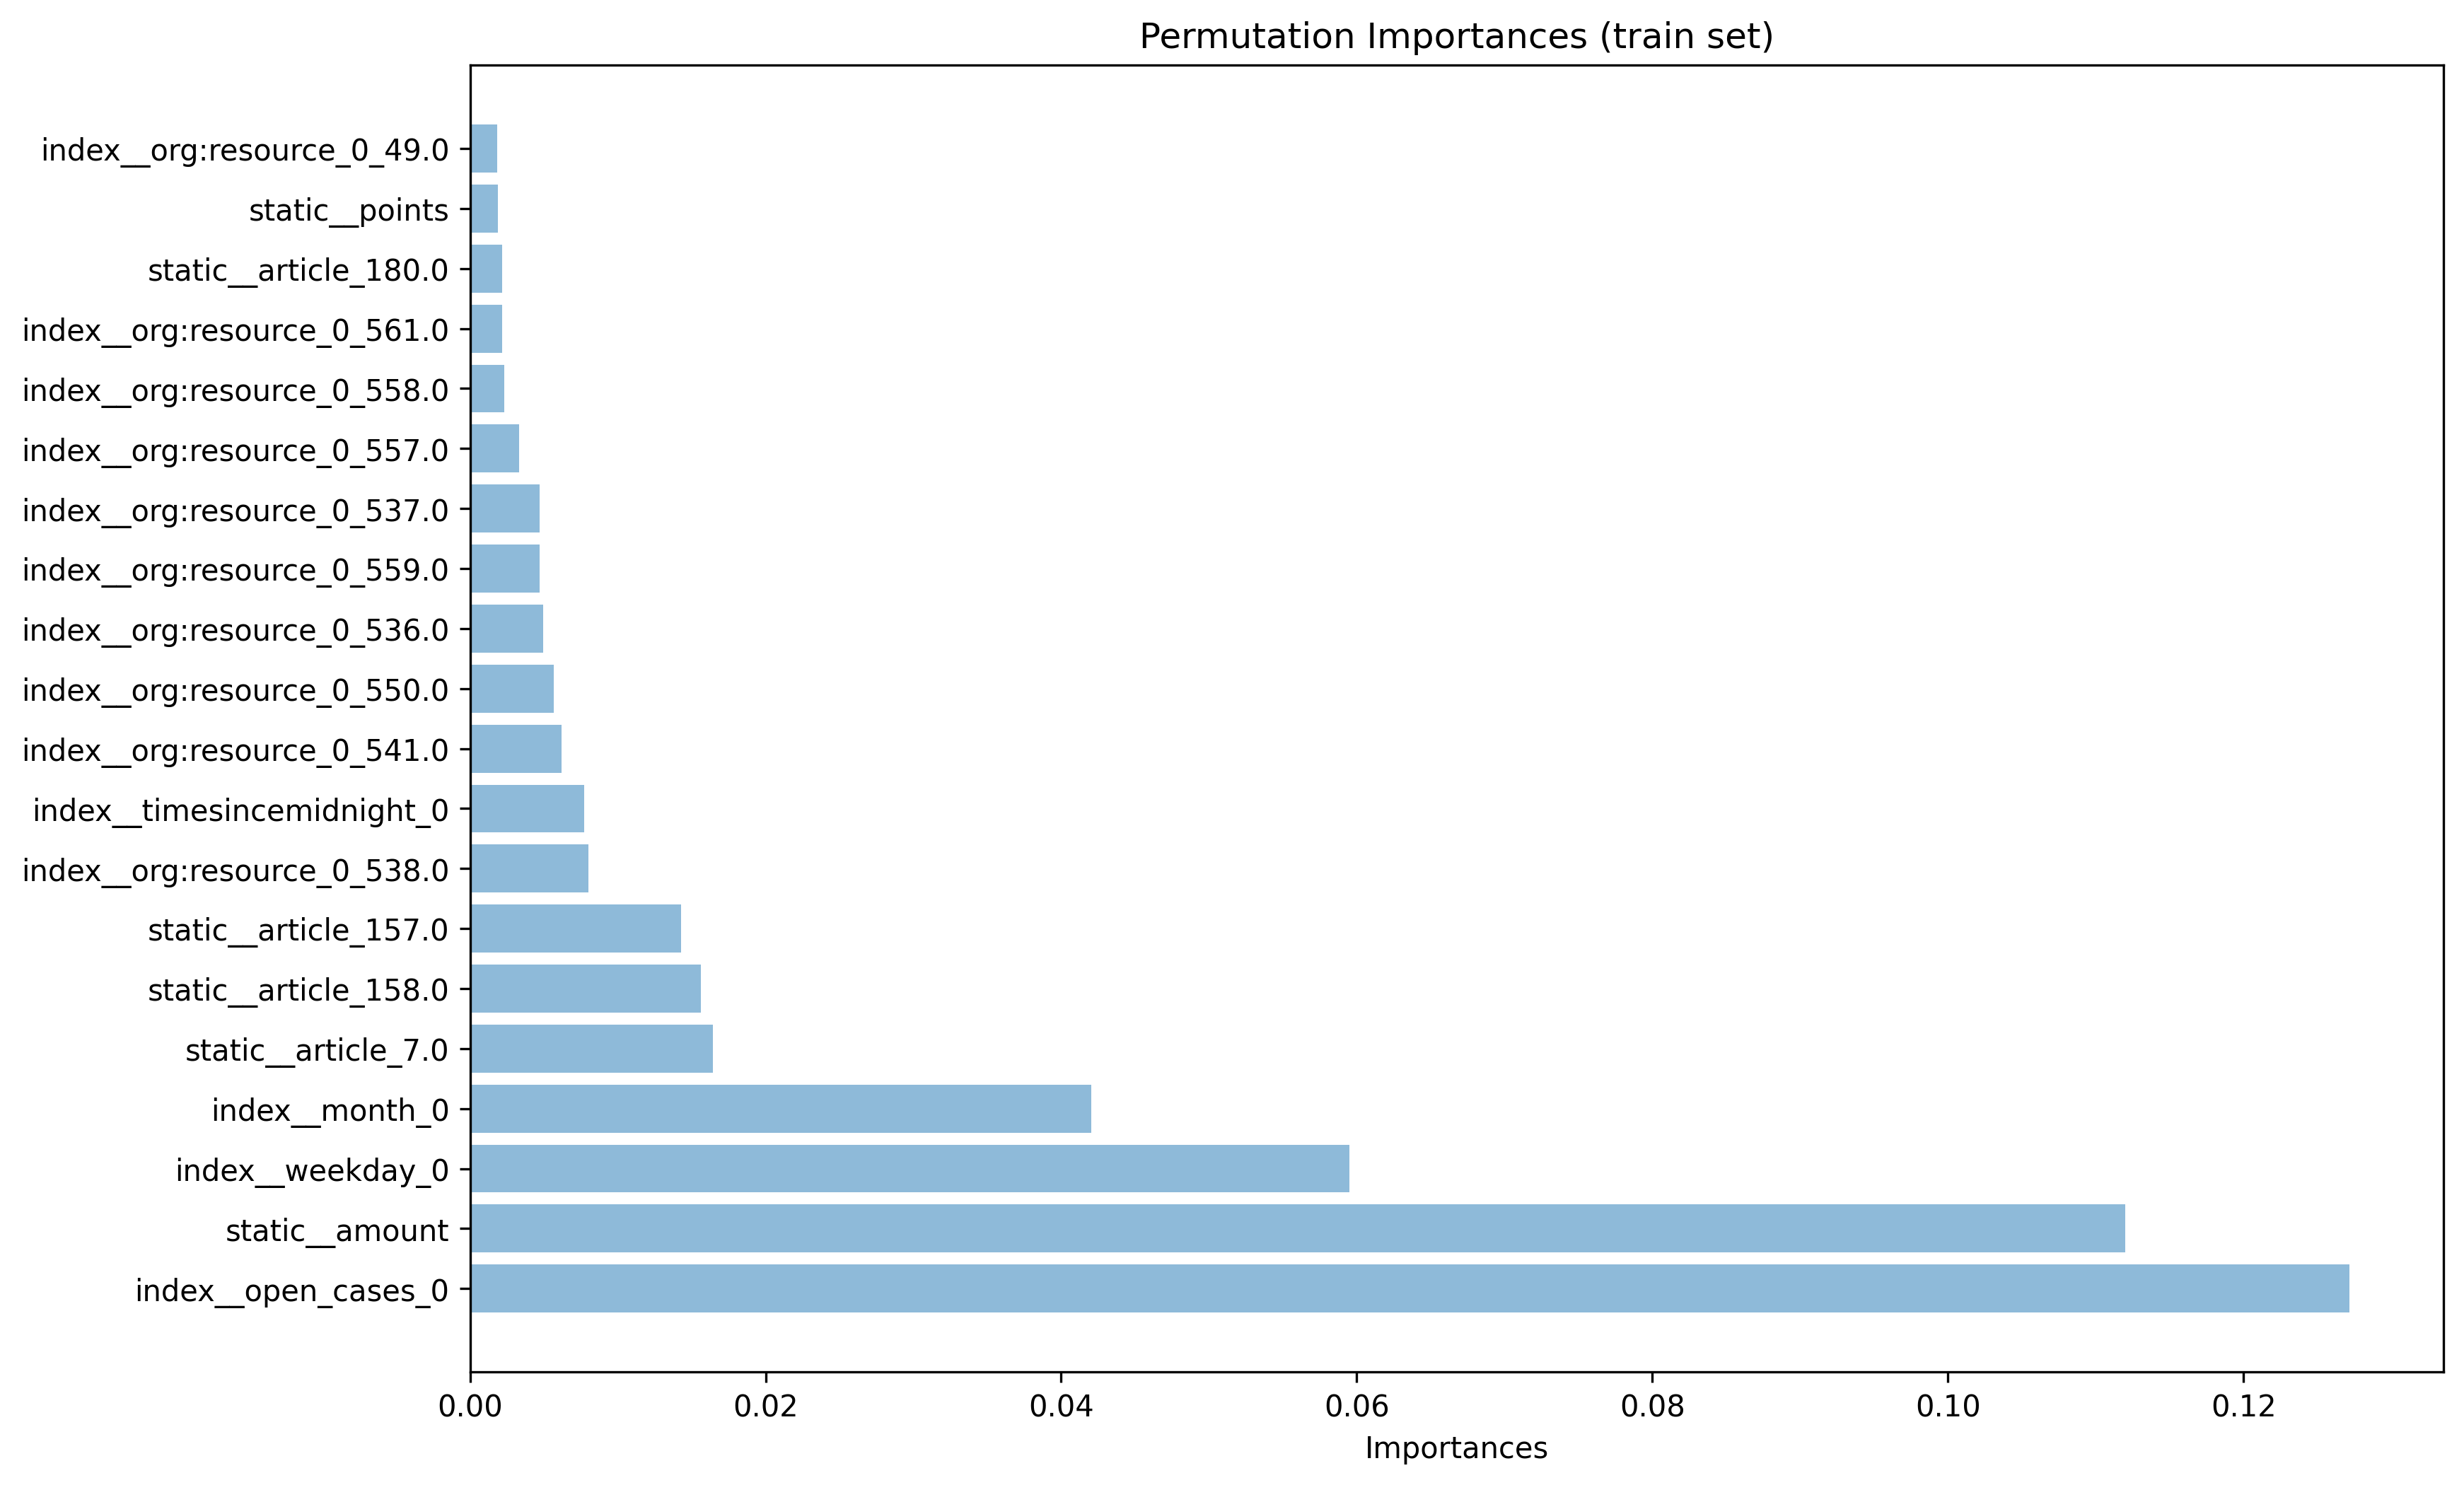 Permutation Importances (train set)
index__org:resource_0_49.0
static__points
static__article_180.0
index__org:resource_0_561.0
index__org:resource_0_558.0
index__org:resource_0_557.0
index__org:resource_0_537.0
index__org:resource_0_559.0
index__org:resource_0_536.0
index__org:resource_0_550.0
index__org:resource_0_541.0
index__timesincemidnight_0
index__org:resource_0_538.0
static__article_157.0
static__article_158.0
static__article_7.0
index__month_0
index__weekday_0
static__amount
index__open_cases_0
0.00 0.02 0.04 0.06 0.08 0.10 0.12
Importances